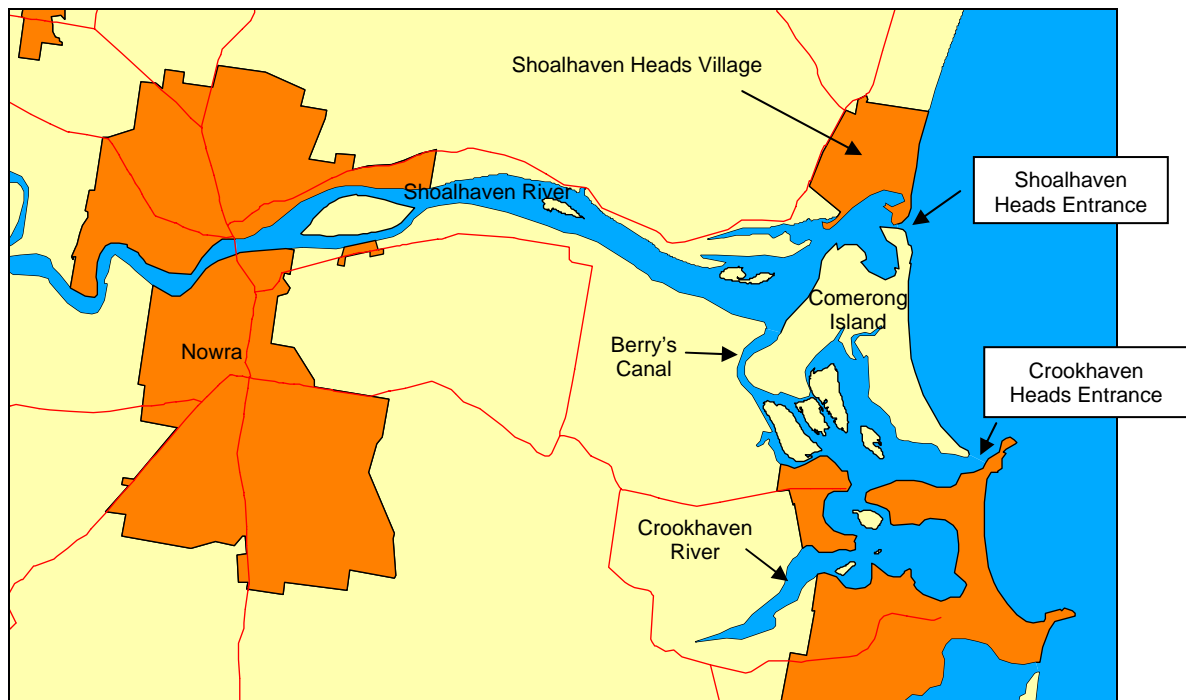 Shoalhaven Heads Village
Shoalhaven
Heads Entrance
Shoalhaven River
Comerong
Island
Berry's
Canal
Nowra
Crookhaven
Heads Entrance
Crookhaven
River